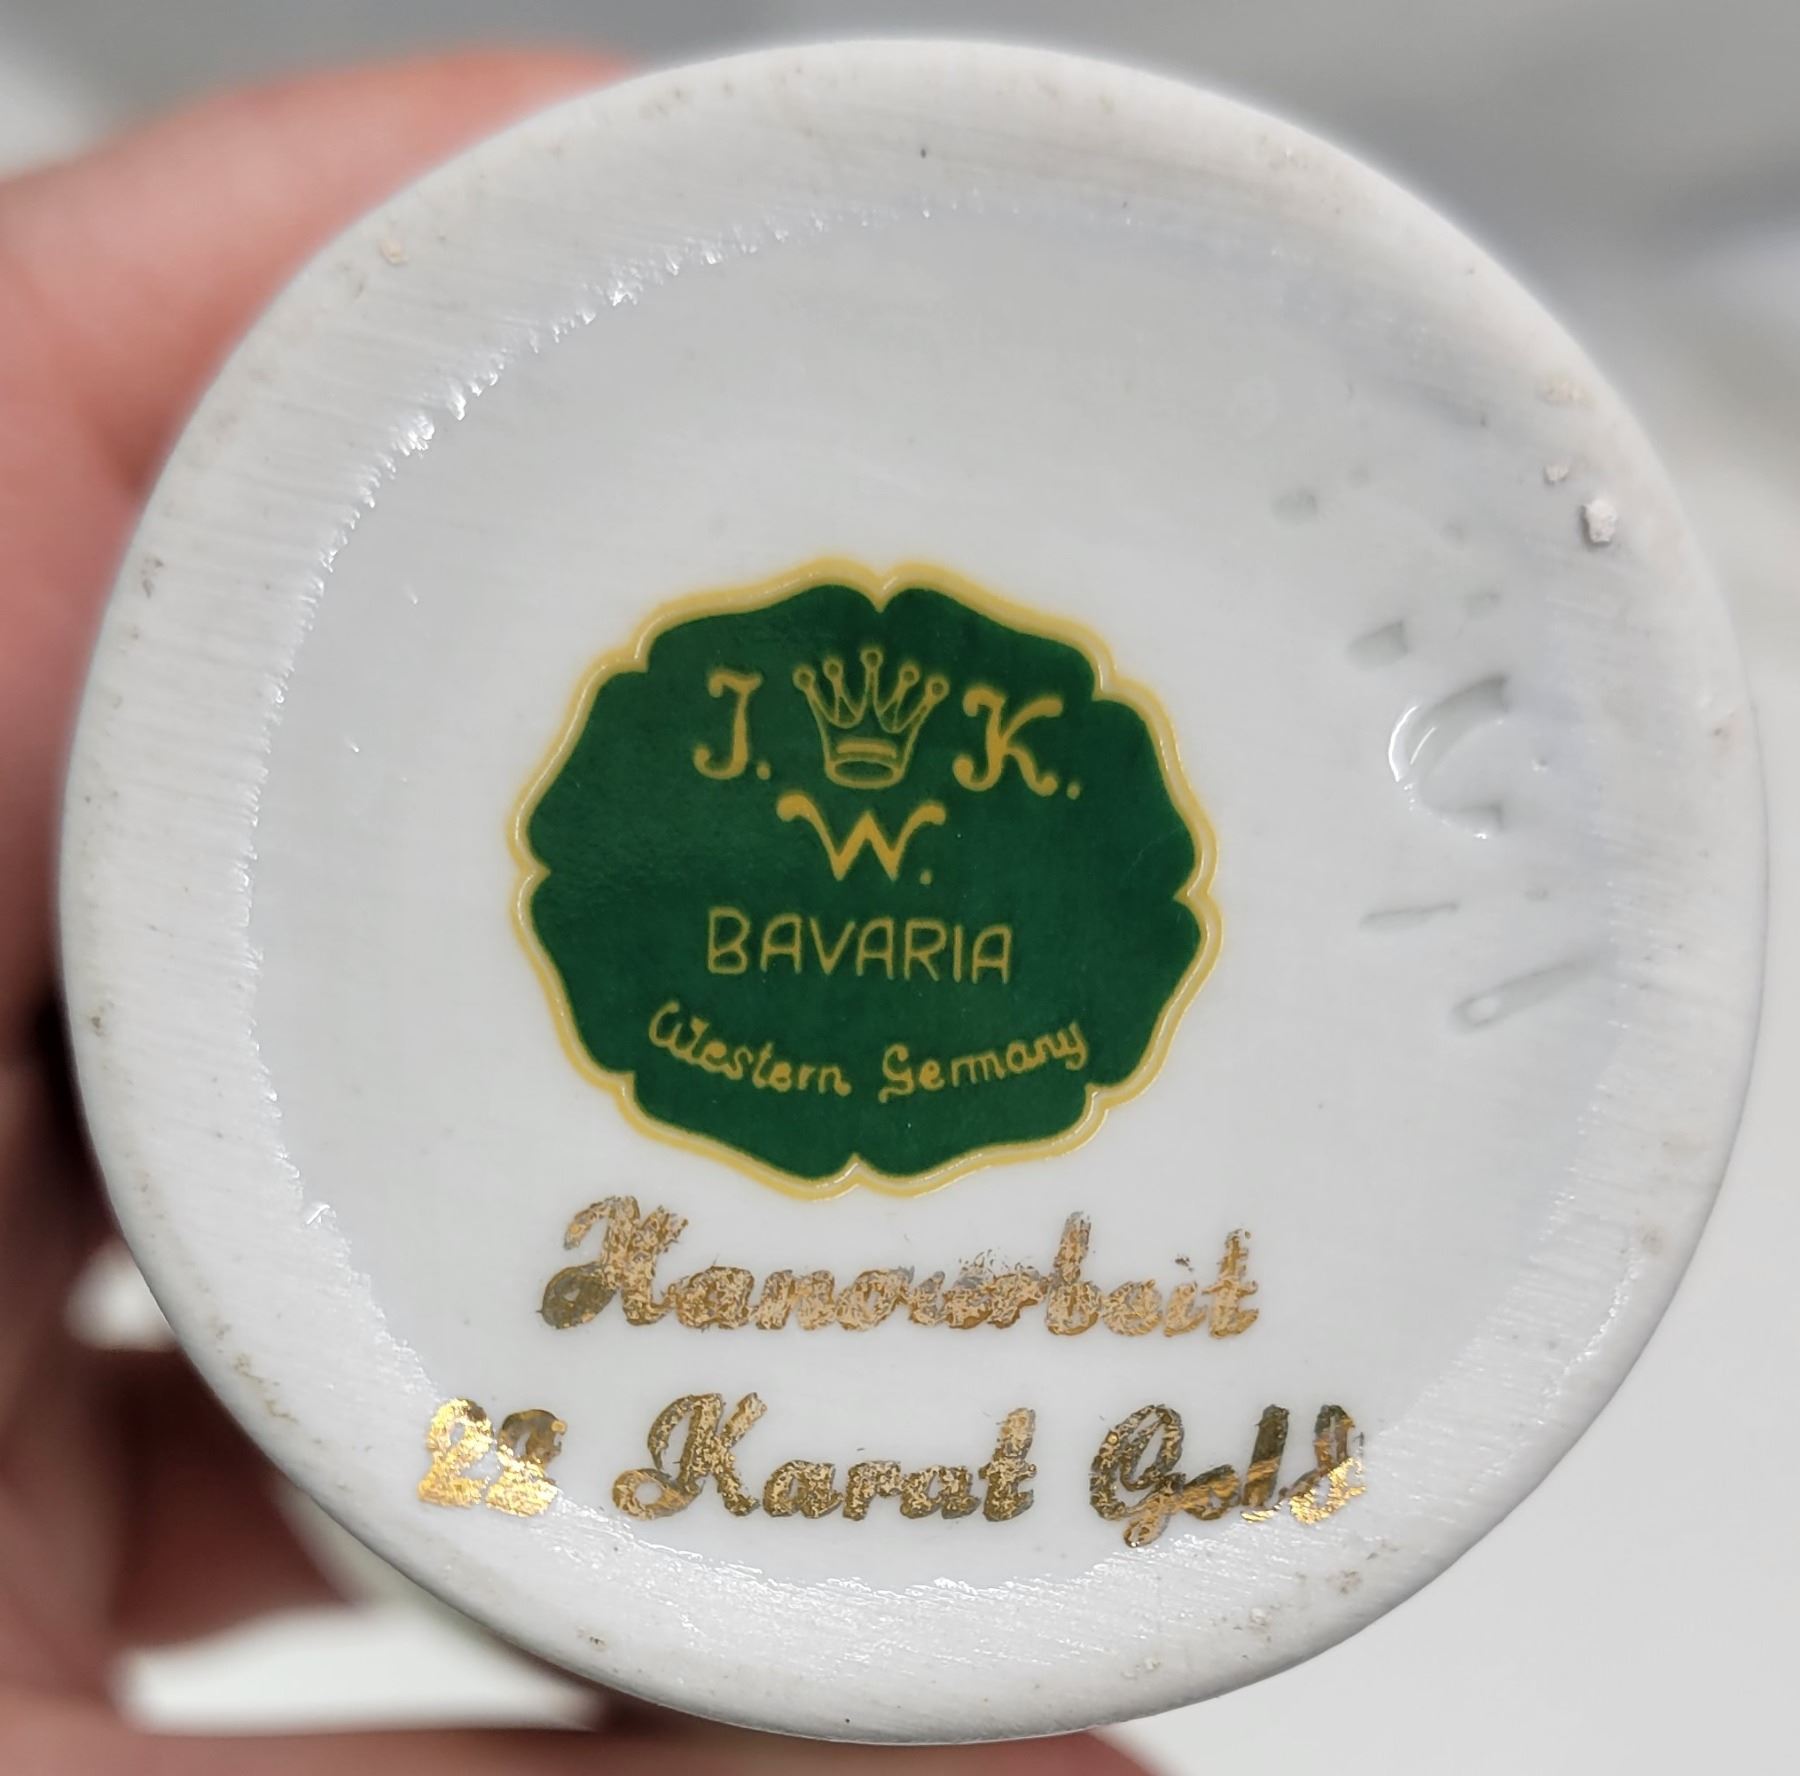 J. K.
W.
BAVARIA
Western Germany
Handarbeit
22 Karat Gold